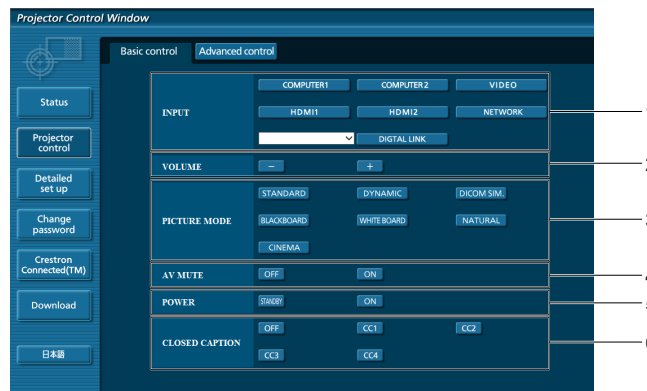 Projector Control Window
Basic control Advanced control
Status
Projector control
Detailed set up
Change password
Crestron Connected(TM)
Download
日本語
INPUT
COMPUTER1 COMPUTER2 VIDEO
HDMI1 HDMI2 NETWORK
DIGTAL LINK
VOLUME
- +
PICTURE MODE
STANDARD DYNAMIC DICOM SIM.
BLACKBOARD WHITE BOARD NATURAL
CINEMA
AV MUTE
OFF ON
POWER
STANDBY ON
CLOSED CAPTION
OFF CC1 CC2
CC3 CC4